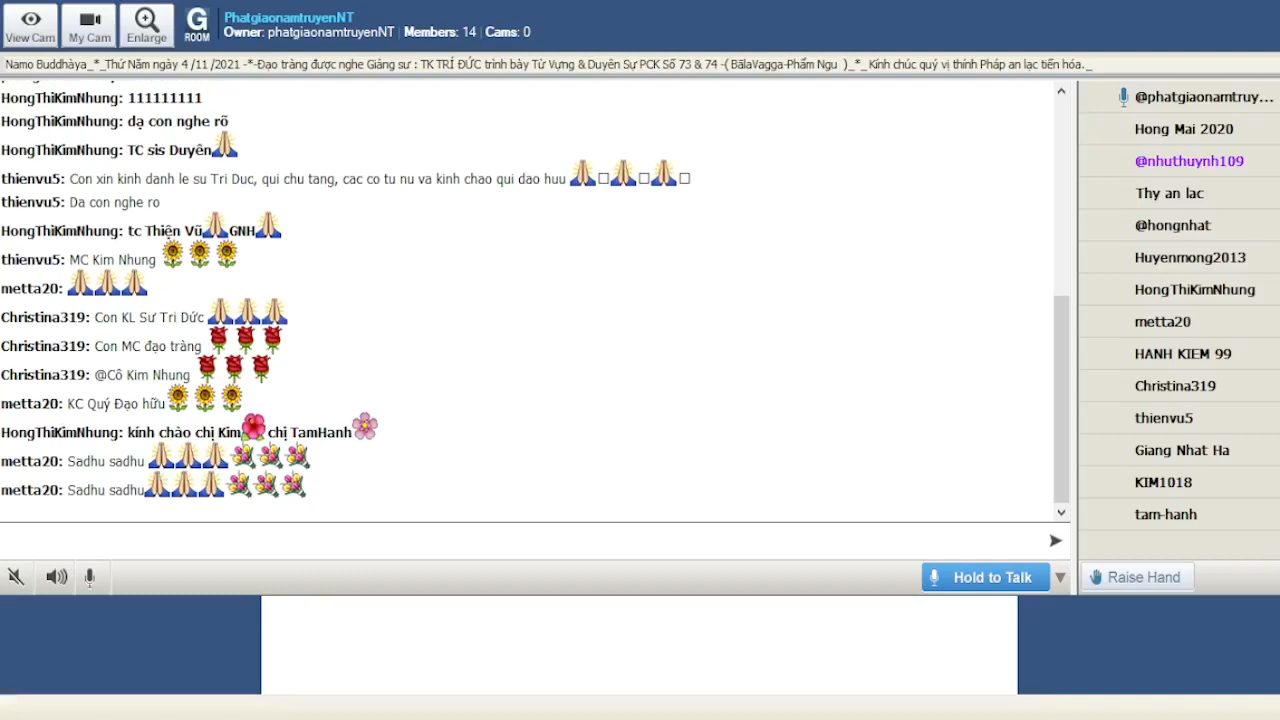 View Cam
My Cam
Enlarge
G
ROOM
PhatgiaonamtruyenNT
Owner: phatgiaonamtruyenNT | Members: 14 | Cams: 0
Namo Buddhàya_*_Thứ Năm ngày 4 /11 /2021 -*-Đạo tràng được nghe Giảng sư : TK TRÍ ĐỨC trình bày Từ Vựng & Duyên Sự PCK Số 73 & 74 -( BālaVagga-Phẩm Ngu )_*_ Kính chúc quý vị thính Pháp an lạc tiến hóa._
HongThiKimNhung: 111111111
HongThiKimNhung: dạ con nghe rõ
HongThiKimNhung: TC sis Duyên
thienvu5: Con xin kinh danh le su Tri Duc, qui chu tang, cac co tu nu va kinh chao qui dao huu
thienvu5: Da con nghe ro
HongThiKimNhung: tc Thiện Vũ GNH
thienvu5: MC Kim Nhung
metta20:
Christina319: Con KL Sư Tri Dức
Christina319: Con MC đạo tràng
Christina319: @Cô Kim Nhung
metta20: KC Quý Đạo hữu
HongThiKimNhung: kính chào chị Kim chị TamHanh
metta20: Sadhu sadhu
metta20: Sadhu sadhu
Hold to Talk
@phatgiaonamtruy...
Hong Mai 2020
@nhuthuynh109
Thy an lac
@hongnhat
Huyenmong2013
HongThiKimNhung
metta20
HANH KIEM 99
Christina319
thienvu5
Giang Nhat Ha
KIM1018
tam-hanh
Raise Hand